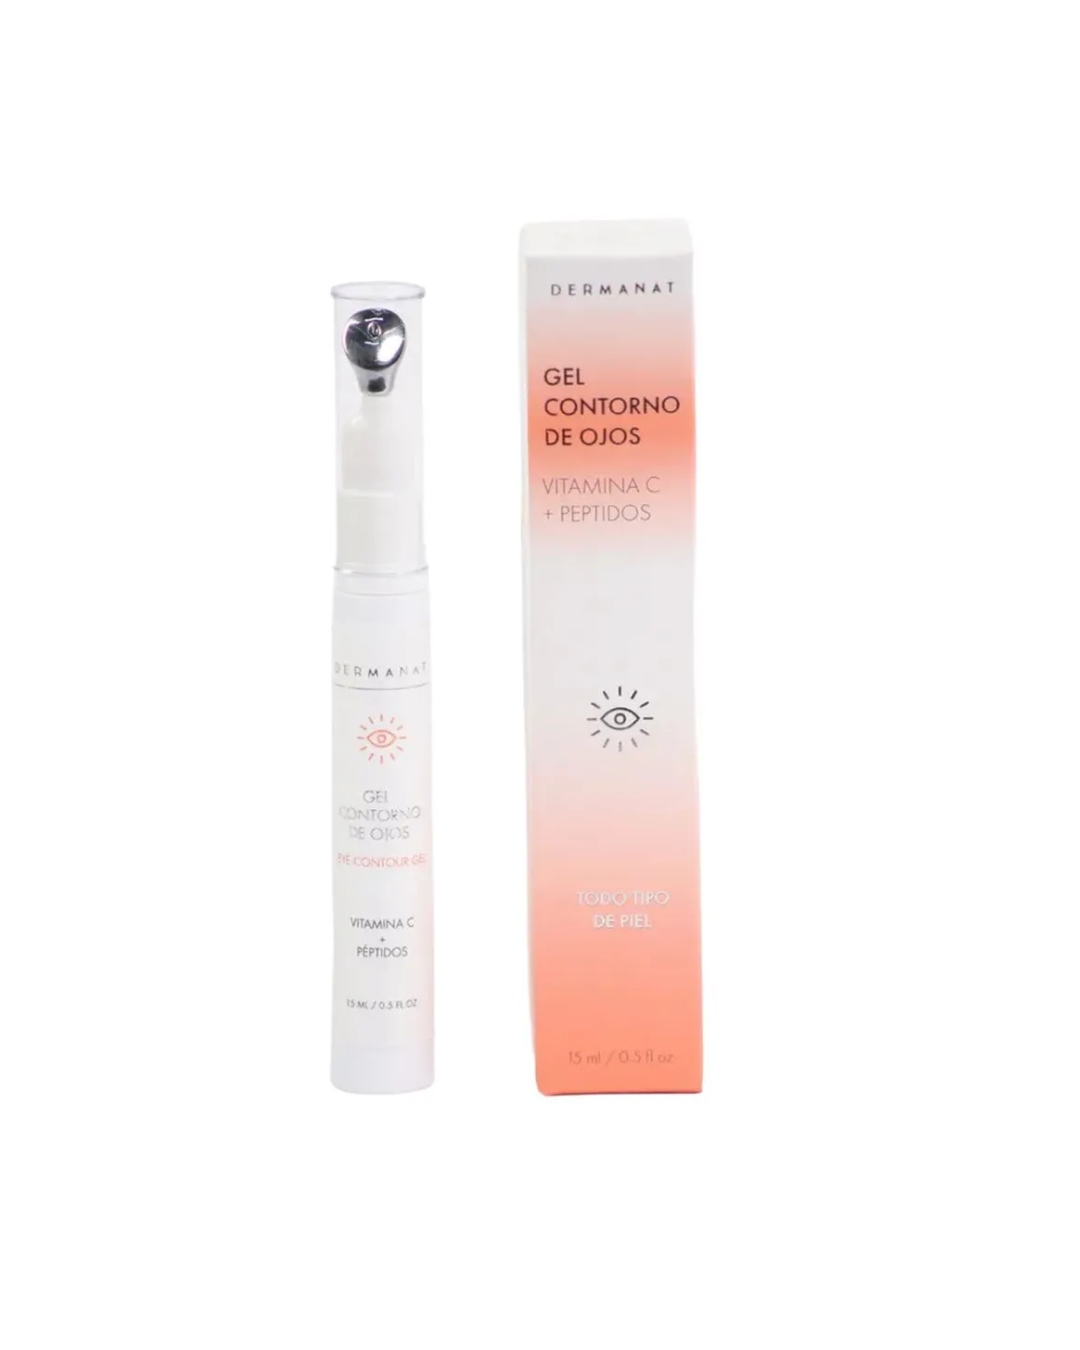 DERMANAT
GEL
CONTORNO
DE OJOS
EYE CONTOUR GEL
VITAMINA C
+
PÉPTIDOS
15 ML / 0.5 FL OZ
DERMANAT
GEL
CONTORNO
DE OJOS
VITAMINA C
+ PEPTIDOS
TODO TIPO
DE PIEL
15 ml / 0.5 fl oz